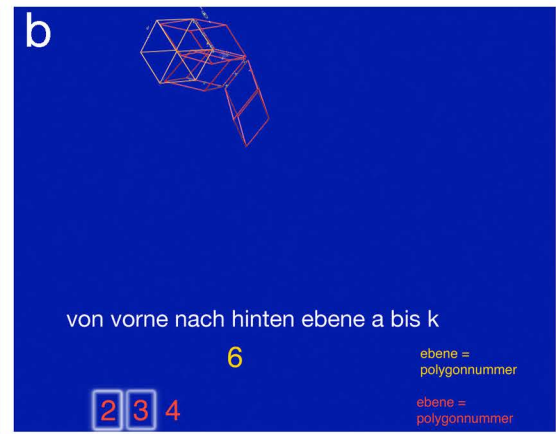 b
von vorne nach hinten ebene a bis k
6
ebene =
polygonnummer
2 3 4
ebene =
polygonnummer